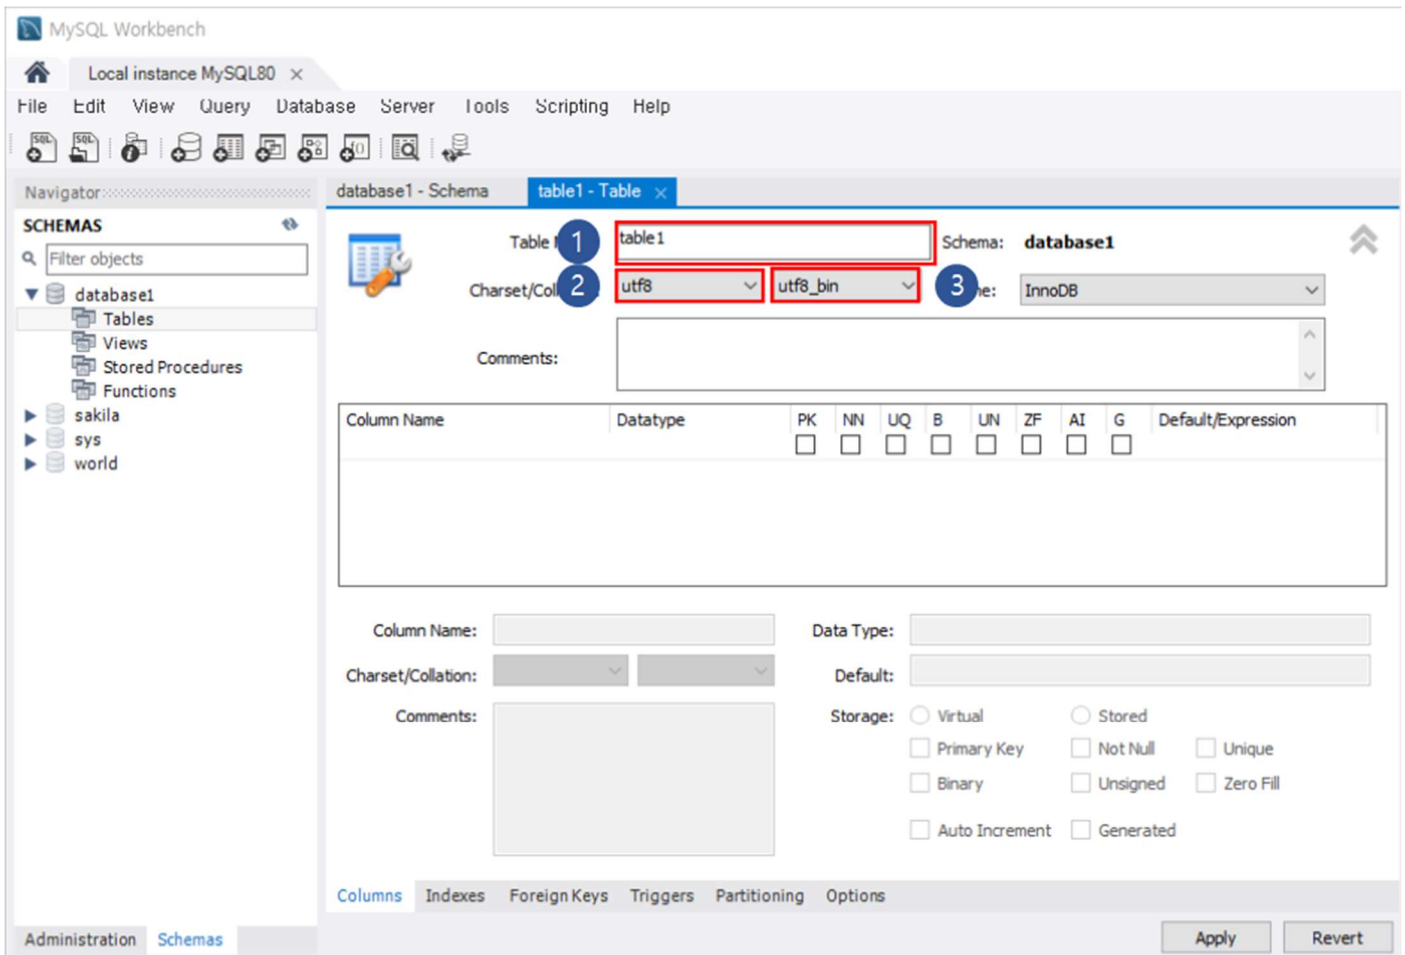 MySQL Workbench
Local instance MySQL80 ×
File Edit View Query Database Server Tools Scripting Help
SQL SQL
Navigator
database1 - Schema table1 - Table ×
SCHEMAS
Filter objects
database1
Tables
Views
Stored Procedures
Functions
sakila
sys
world
Table 1 table1 Schema: database1
Charset/Col 2 utf8 utf8_bin 3 ne: InnoDB
Comments:
Column Name Datatype PK NN UQ B UN ZF AI G Default/Expression
Column Name: Data Type:
Charset/Collation: Default:
Comments: Storage: Virtual Stored
Primary Key Not Null Unique
Binary Unsigned Zero Fill
Auto Increment Generated
Columns Indexes Foreign Keys Triggers Partitioning Options
Administration Schemas
Apply Revert